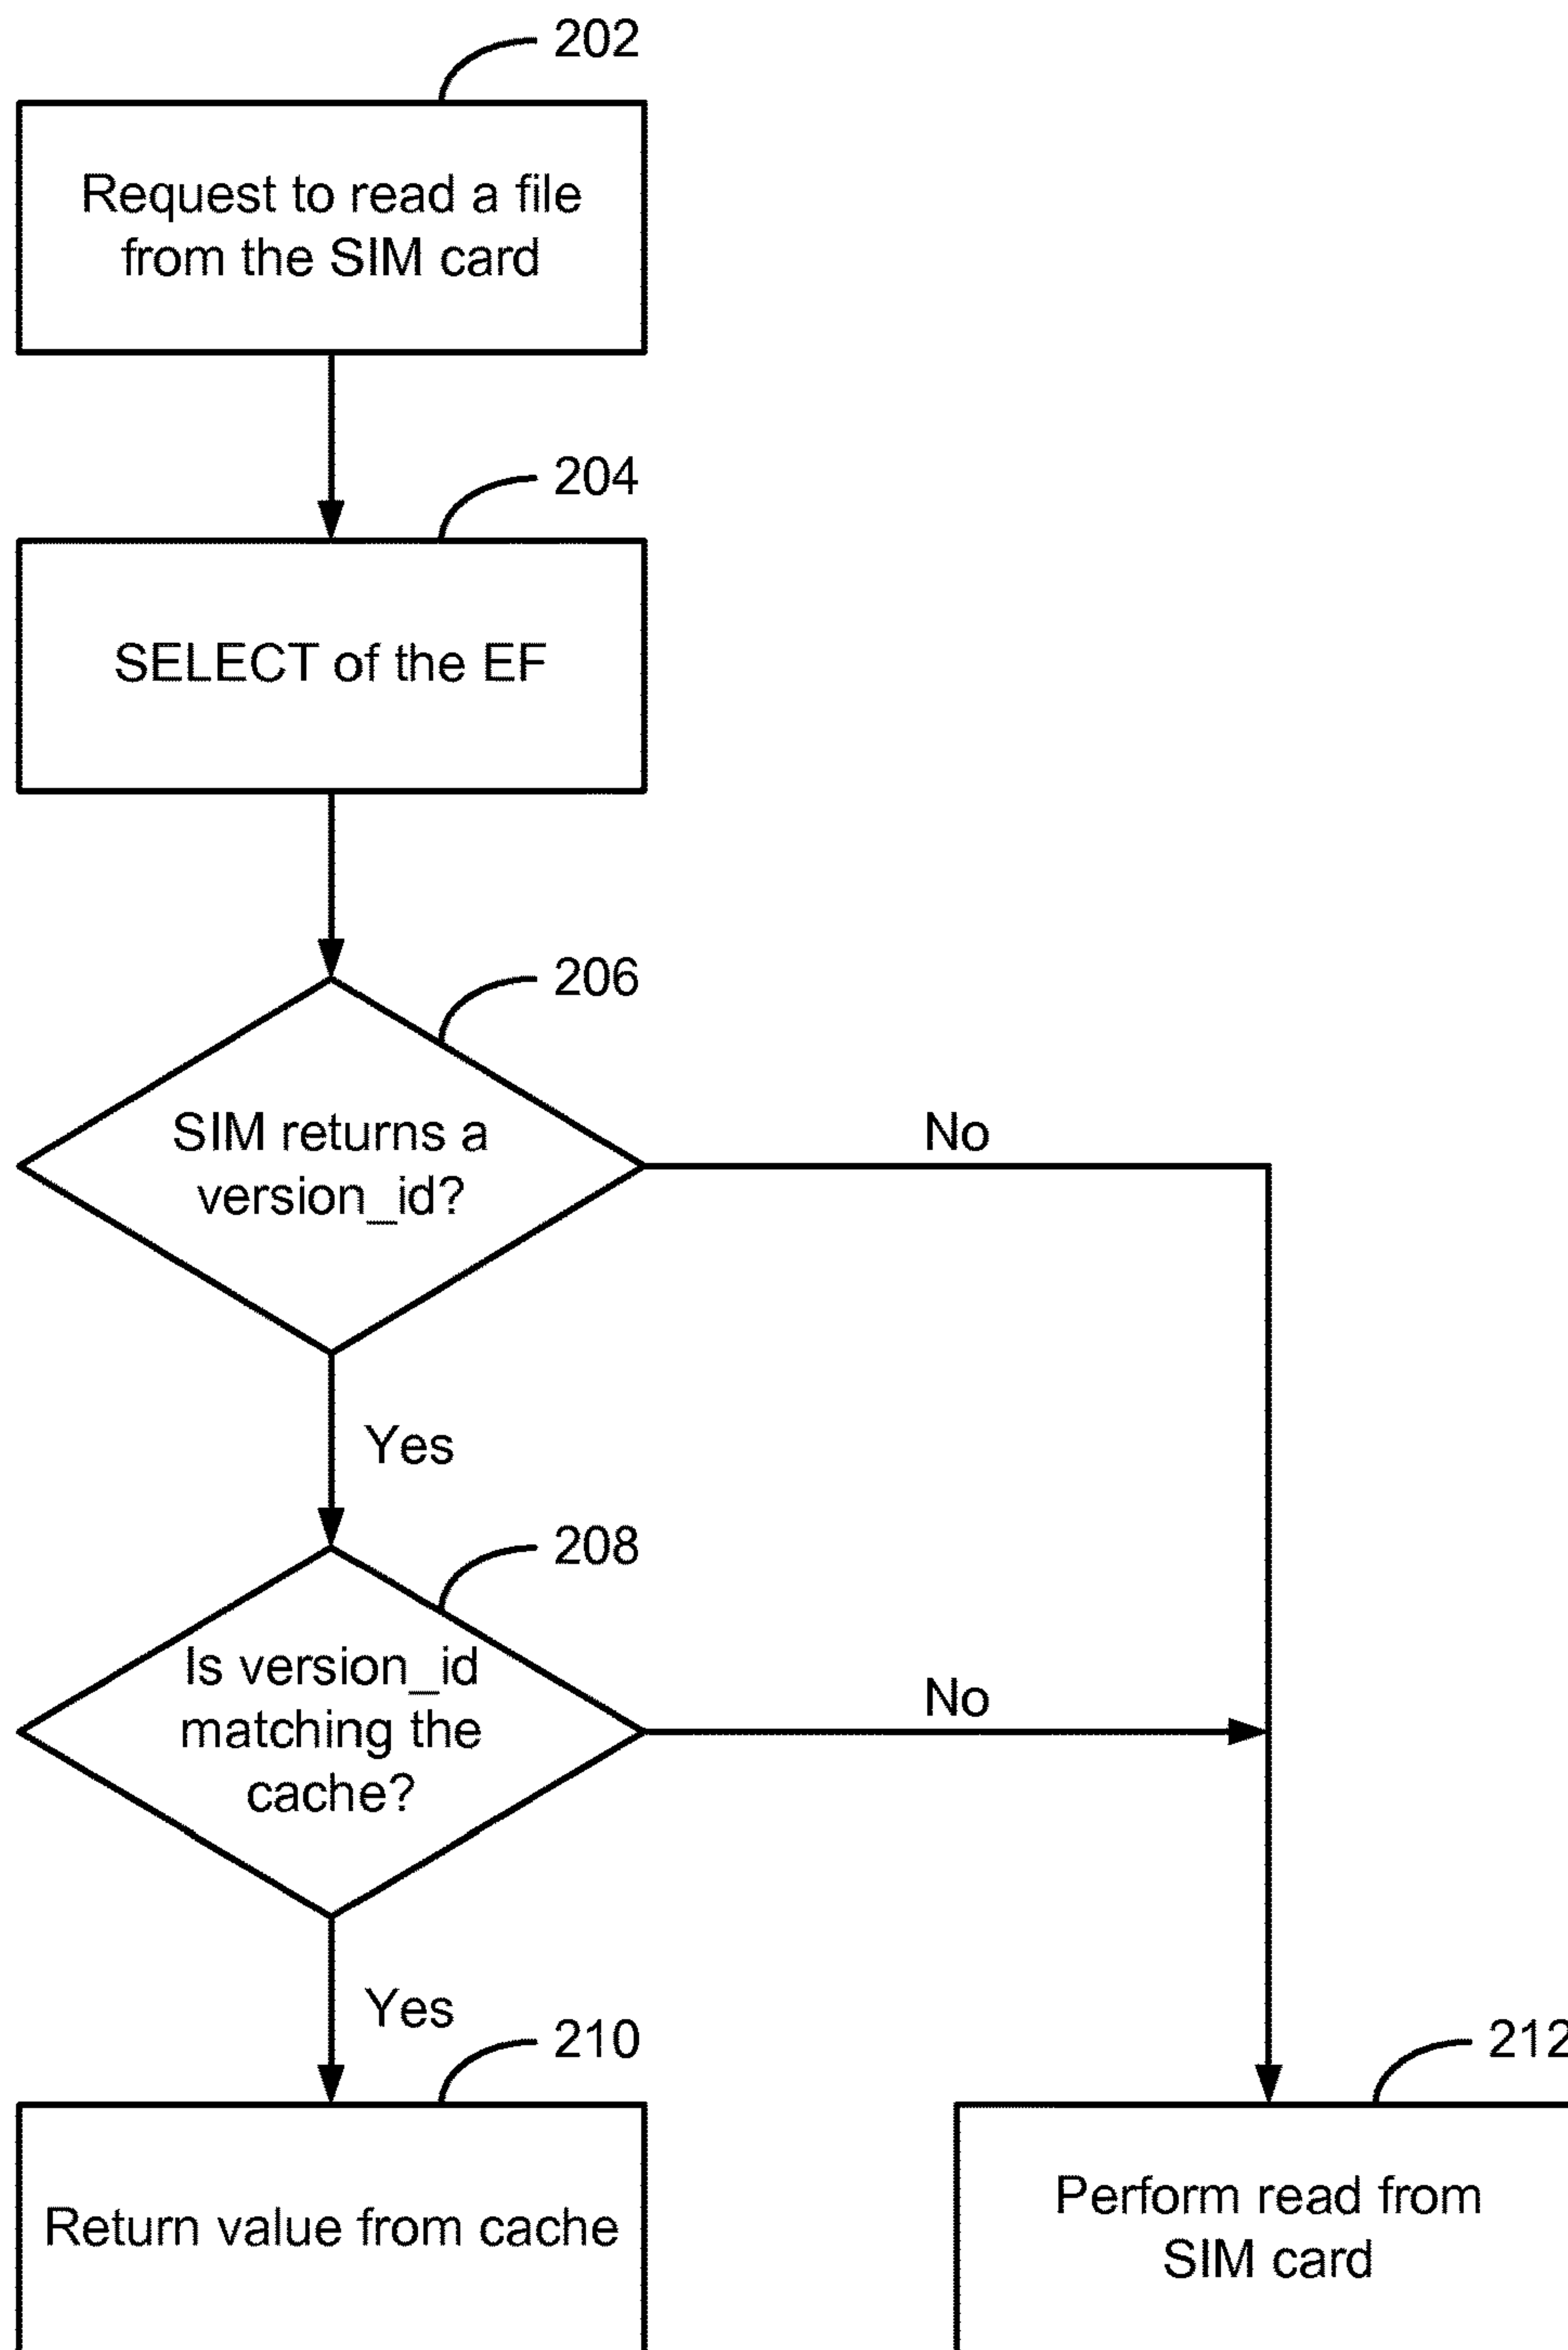 202
Request to read a file
from the SIM card
204
SELECT of the EF
206
SIM returns a
version_id?
No
Yes
208
Is version_id
matching the
cache?
No
Yes
210
212
Return value from cache
Perform read from
SIM card